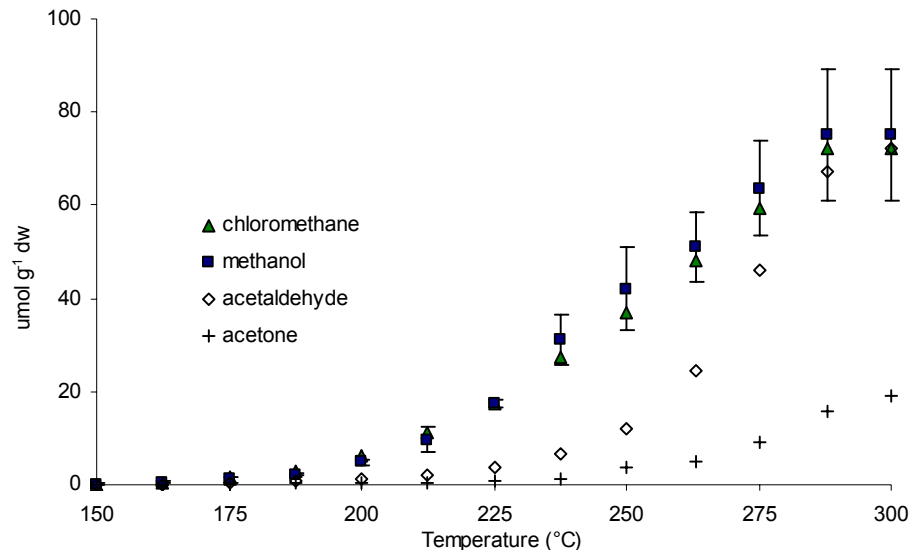 100
80
60
40
20
0
umol g⁻¹ dw
chloromethane
methanol
acetaldehyde
acetone
150 175 200 225 250 275 300
Temperature (°C)